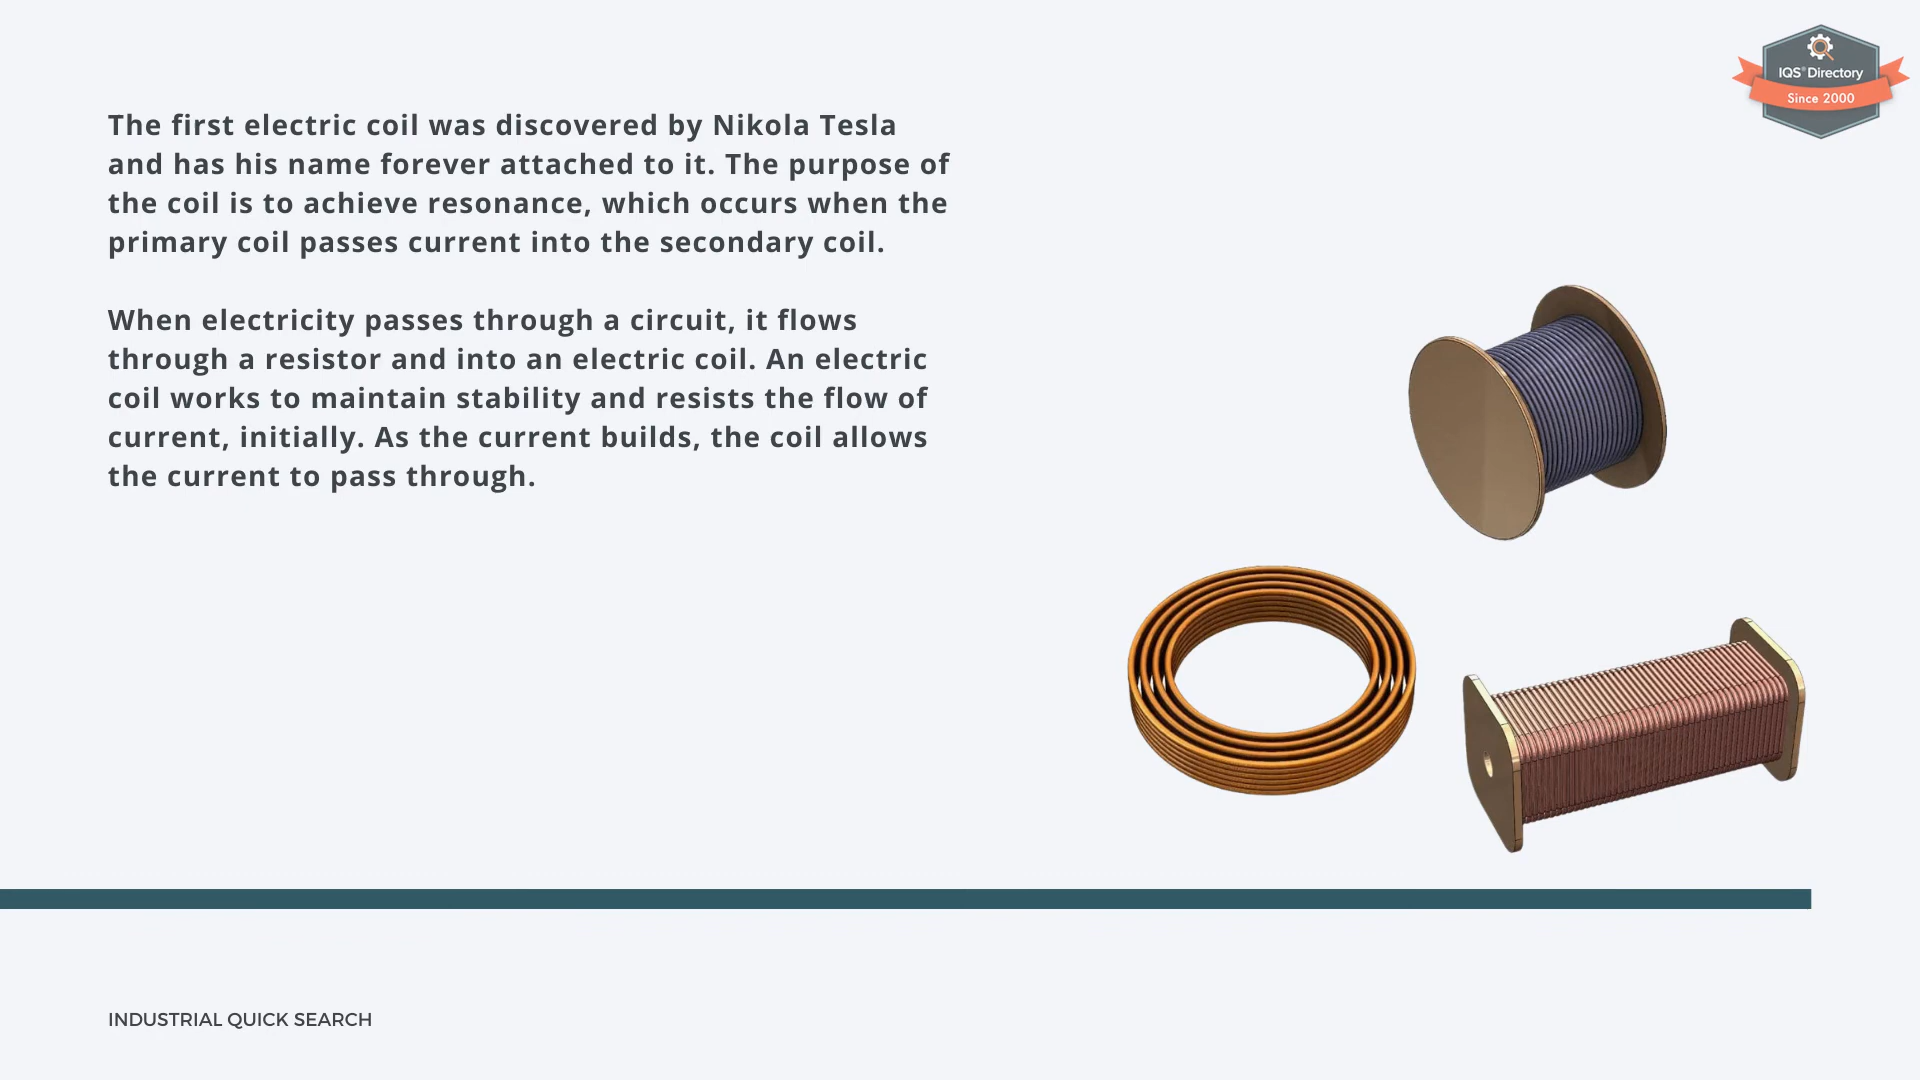 IQS® Directory
Since 2000
The first electric coil was discovered by Nikola Tesla
and has his name forever attached to it. The purpose of
the coil is to achieve resonance, which occurs when the
primary coil passes current into the secondary coil.
When electricity passes through a circuit, it flows
through a resistor and into an electric coil. An electric
coil works to maintain stability and resists the flow of
current, initially. As the current builds, the coil allows
the current to pass through.
INDUSTRIAL QUICK SEARCH